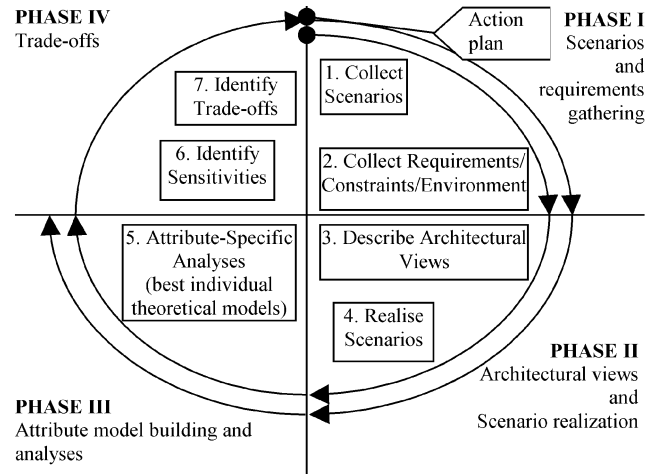 PHASE IV
Trade-offs
Action
plan
PHASE I
Scenarios
and
requirements
gathering
7. Identify
Trade-offs
1. Collect
Scenarios
6. Identify
Sensitivities
2. Collect Requirements/
Constraints/Environment
5. Attribute-Specific
Analyses
(best individual
theoretical models)
3. Describe Architectural
Views
4. Realise
Scenarios
PHASE III
Attribute model building and
analyses
PHASE II
Architectural views
and
Scenario realization